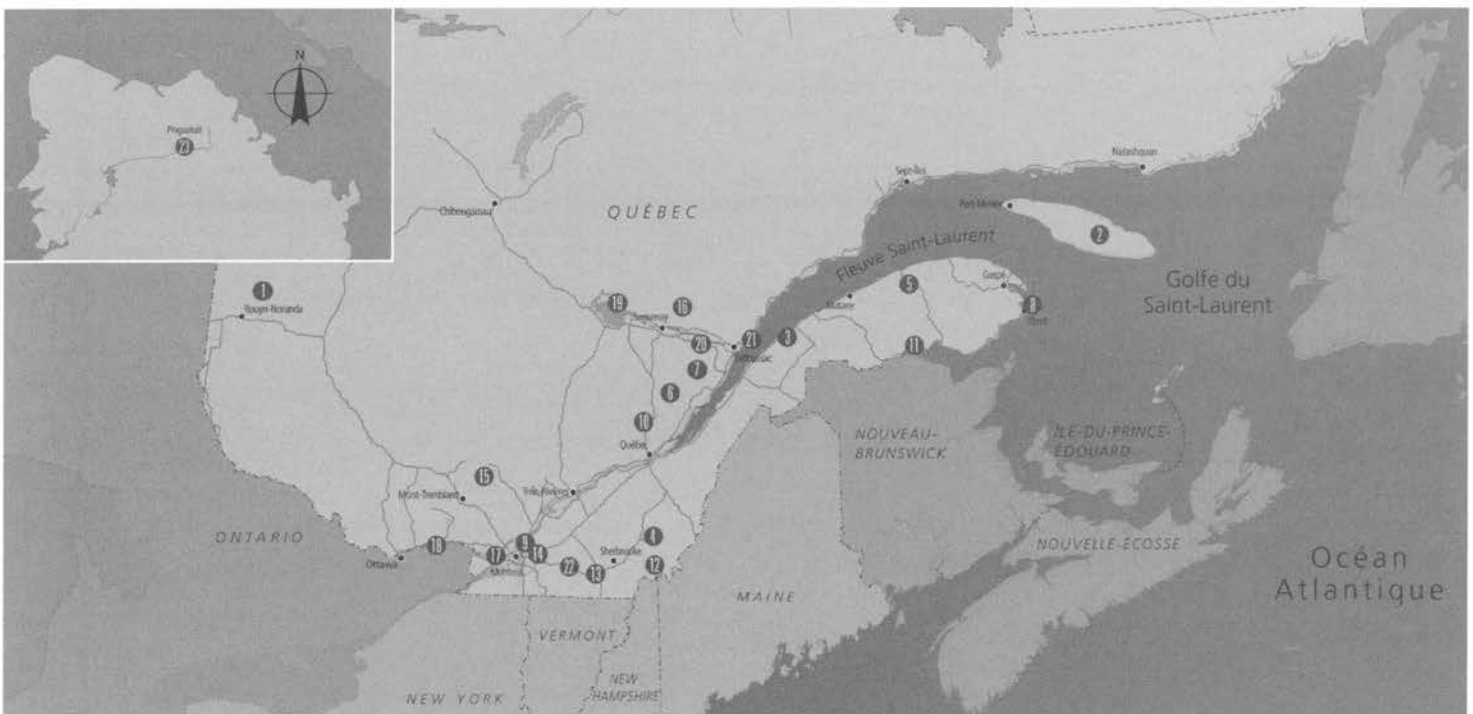 N
Pingualuit
23
Chibougamau
QUÉBEC
Sept-Îles
Natashquan
Port-Menier
2
Fleuve Saint-Laurent
Golfe du
Saint-Laurent
1
Rouyn-Noranda
19
16
Saguenay
20
21
Tadoussac
3
Matane
5
Gaspé
8
Percé
11
7
6
10
Québec
15
Mont-Tremblant
Trois-Rivières
NOUVEAU-
BRUNSWICK
ÎLE-DU-PRINCE-
ÉDOUARD
ONTARIO
18
Ottawa
17
9
14
Montréal
22
13
Sherbrooke
4
12
NOUVELLE-ÉCOSSE
Océan
Atlantique
MAINE
VERMONT
NEW
HAMPSHIRE
NEW YORK